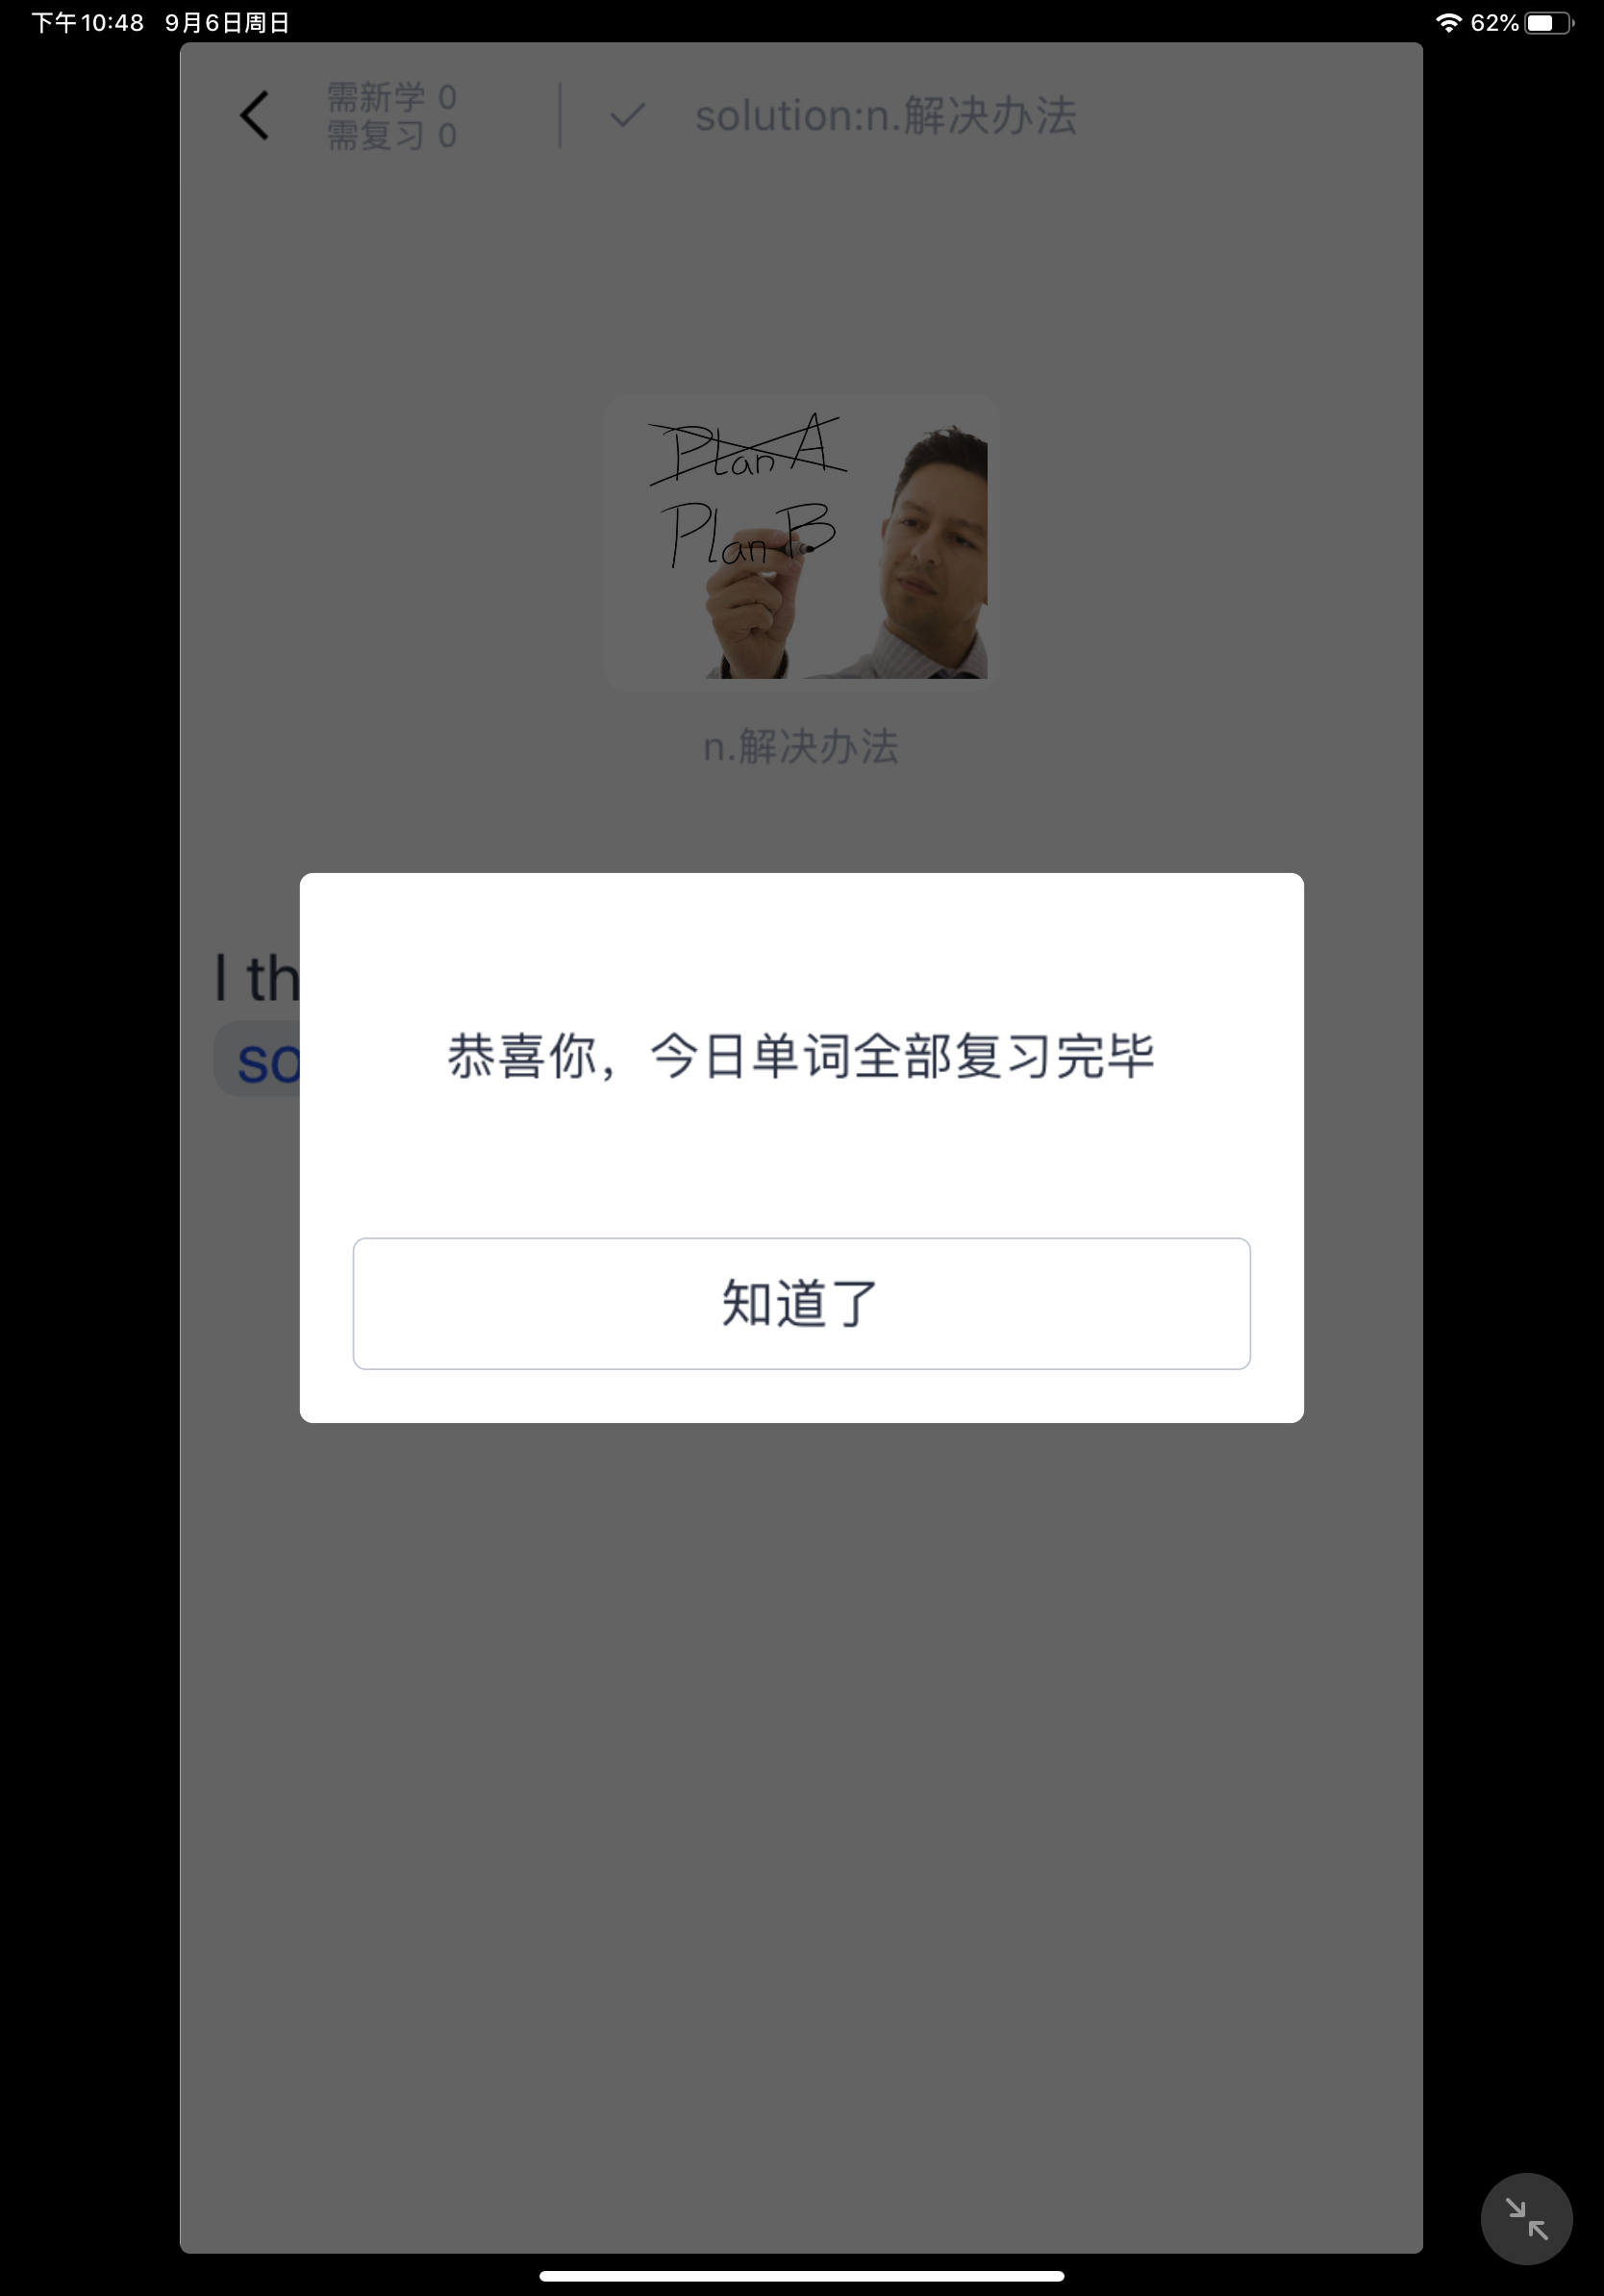 下午10:48 9月6日周日
62%
需新学 0
需复习 0
solution:n.解决办法
Plan A
Plan B
n.解决办法
I th
so
恭喜你，今日单词全部复习完毕
知道了